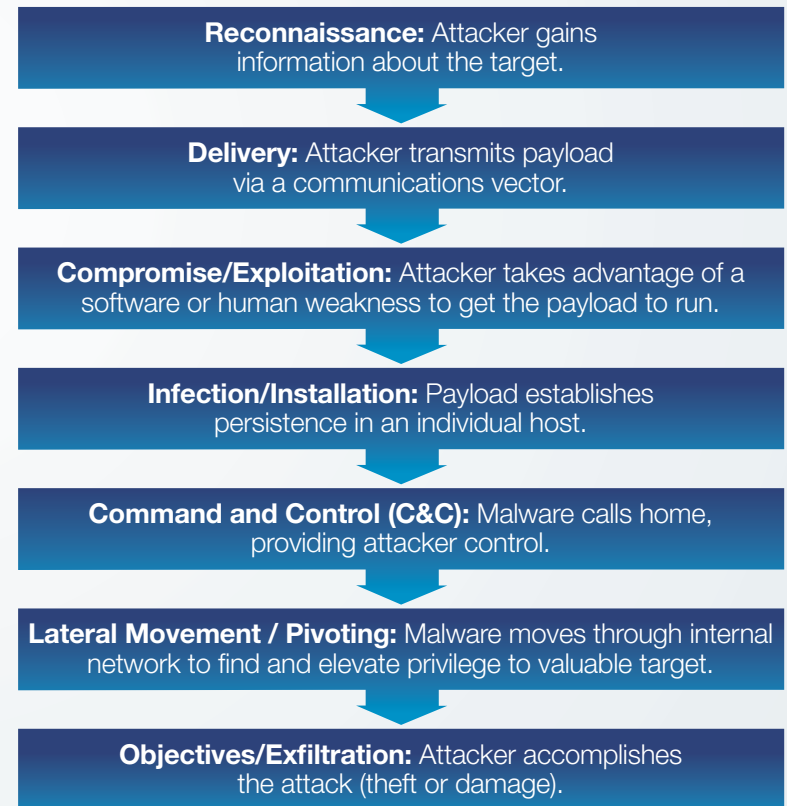 Reconnaissance: Attacker gains
information about the target.
Delivery: Attacker transmits payload
via a communications vector.
Compromise/Exploitation: Attacker takes advantage of a
software or human weakness to get the payload to run.
Infection/Installation: Payload establishes
persistence in an individual host.
Command and Control (C&C): Malware calls home,
providing attacker control.
Lateral Movement / Pivoting: Malware moves through internal
network to find and elevate privilege to valuable target.
Objectives/Exfiltration: Attacker accomplishes
the attack (theft or damage).